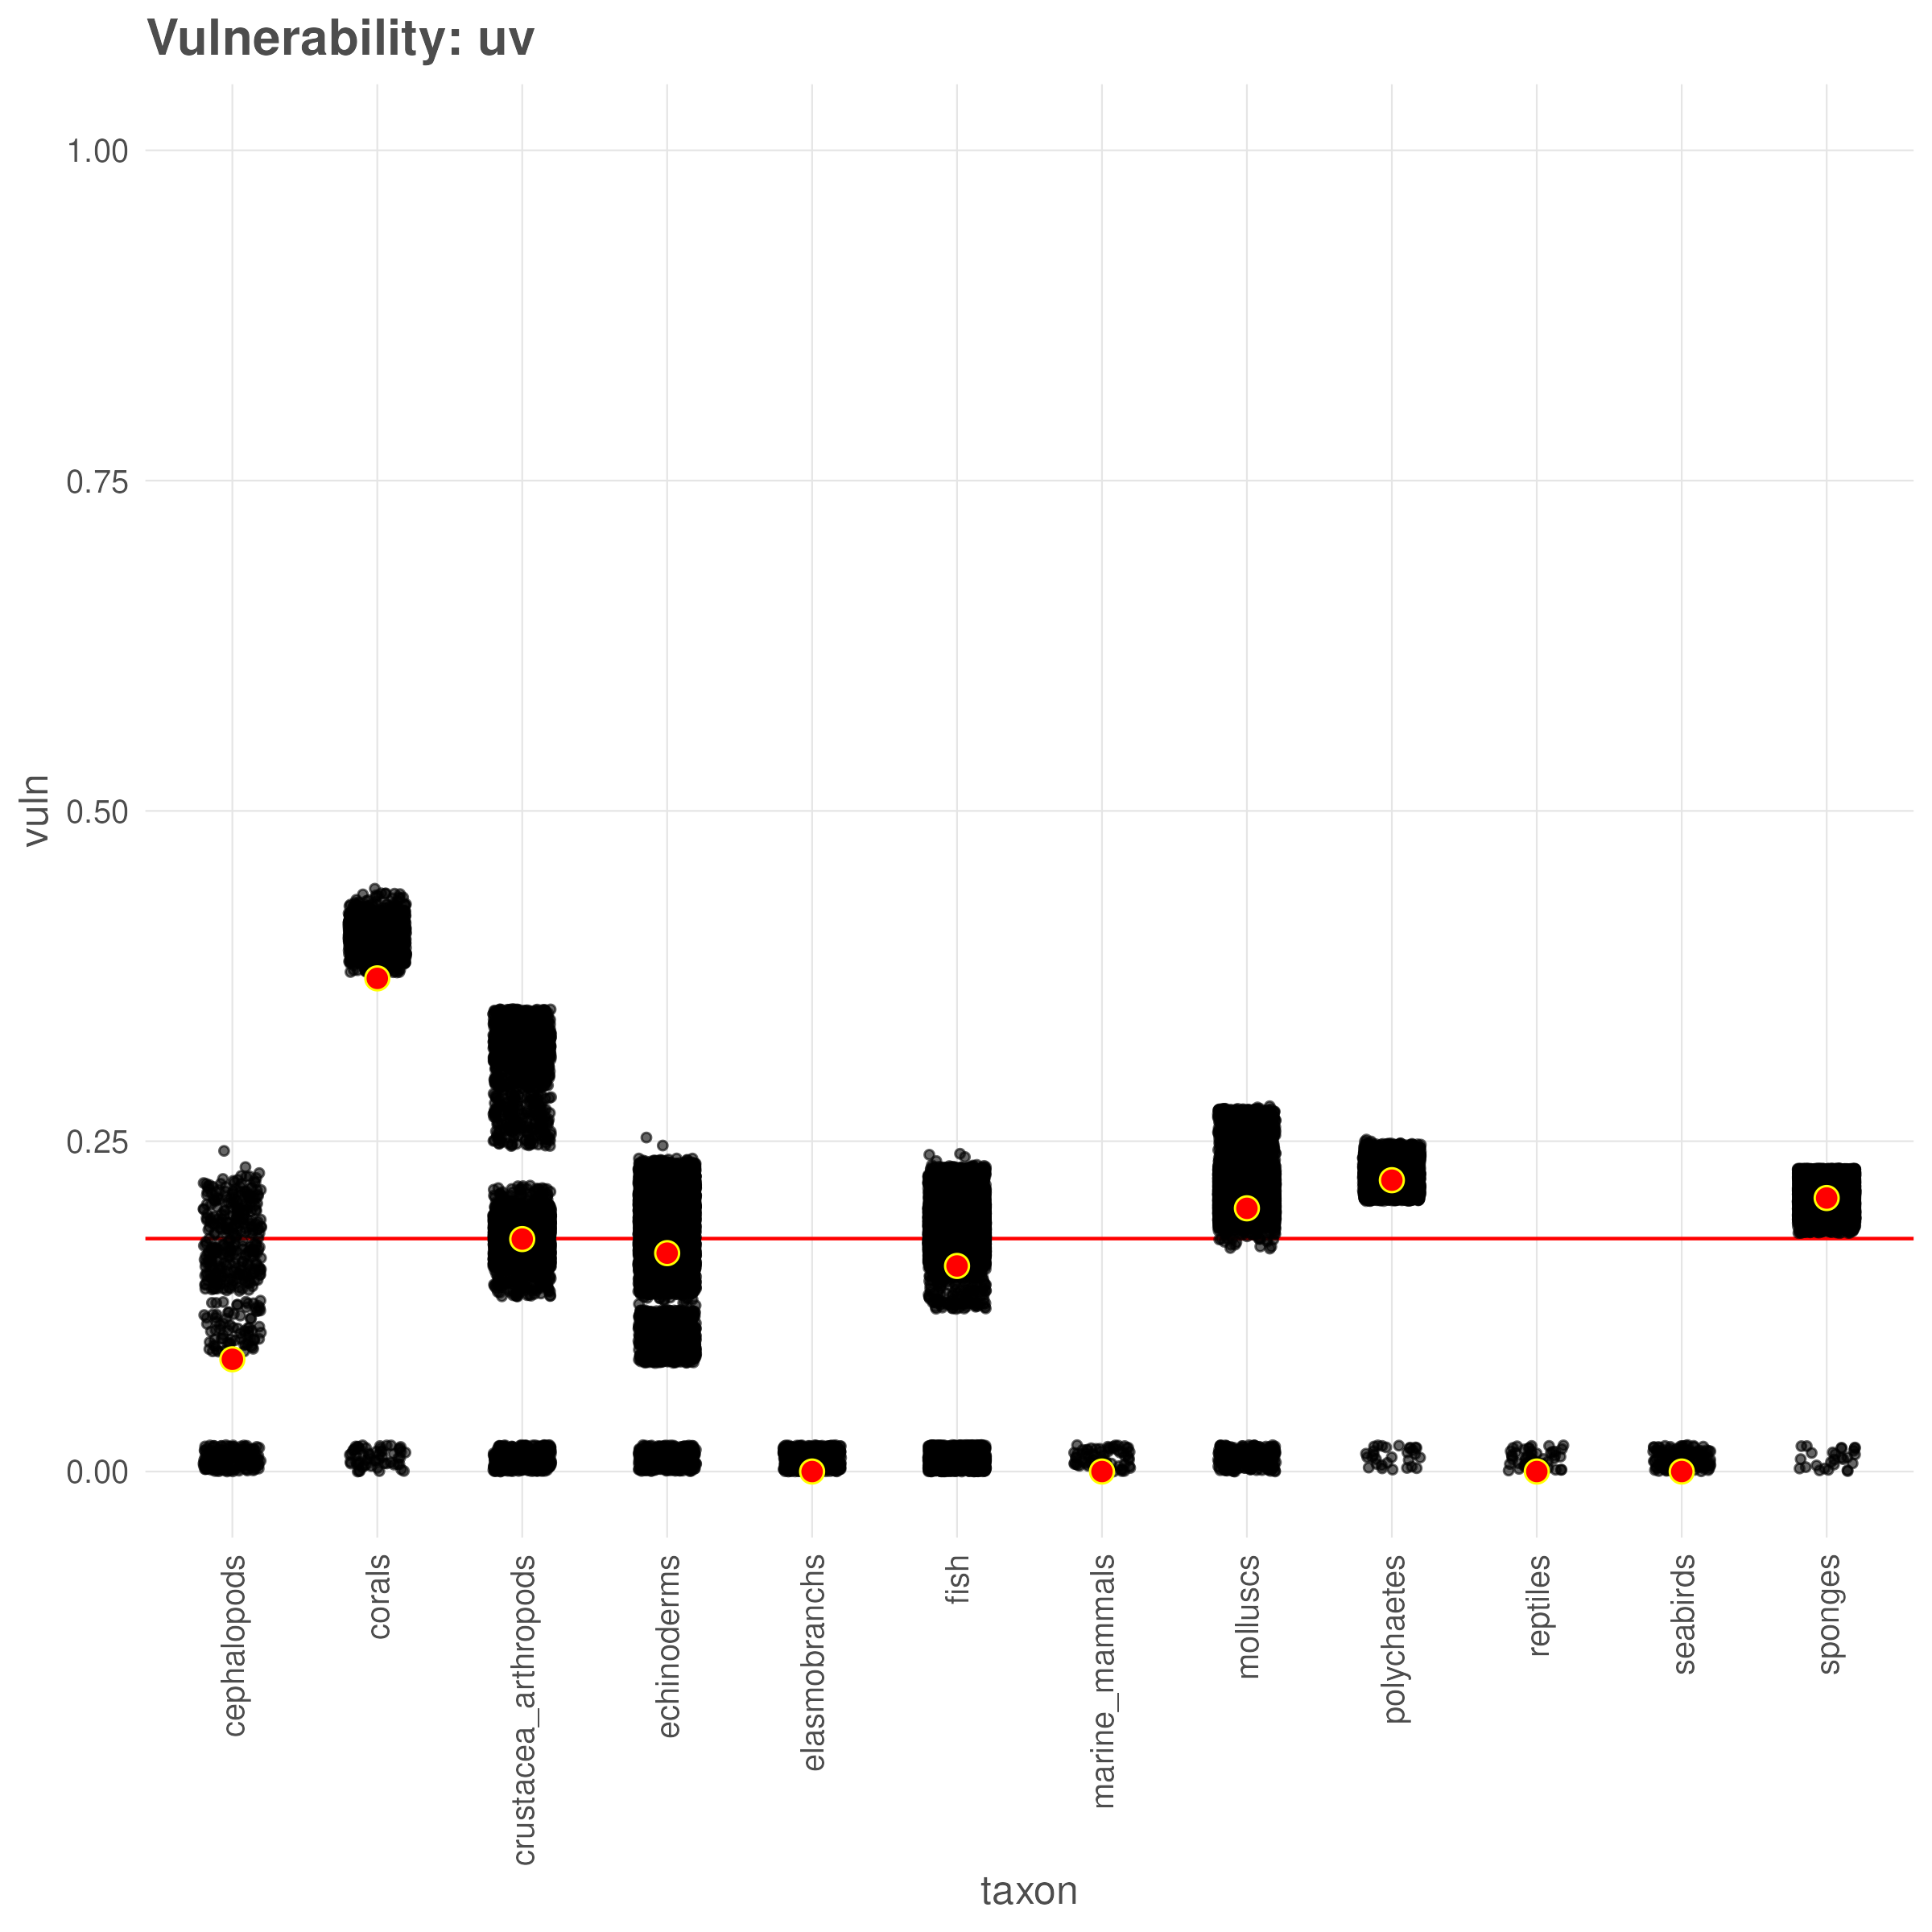 Vulnerability: uv
vuln
1.00
0.75
0.50
0.25
0.00
cephalopods
corals
crustacea_arthropods
echinoderms
elasmobranchs
fish
marine_mammals
molluscs
polychaetes
reptiles
seabirds
sponges
taxon